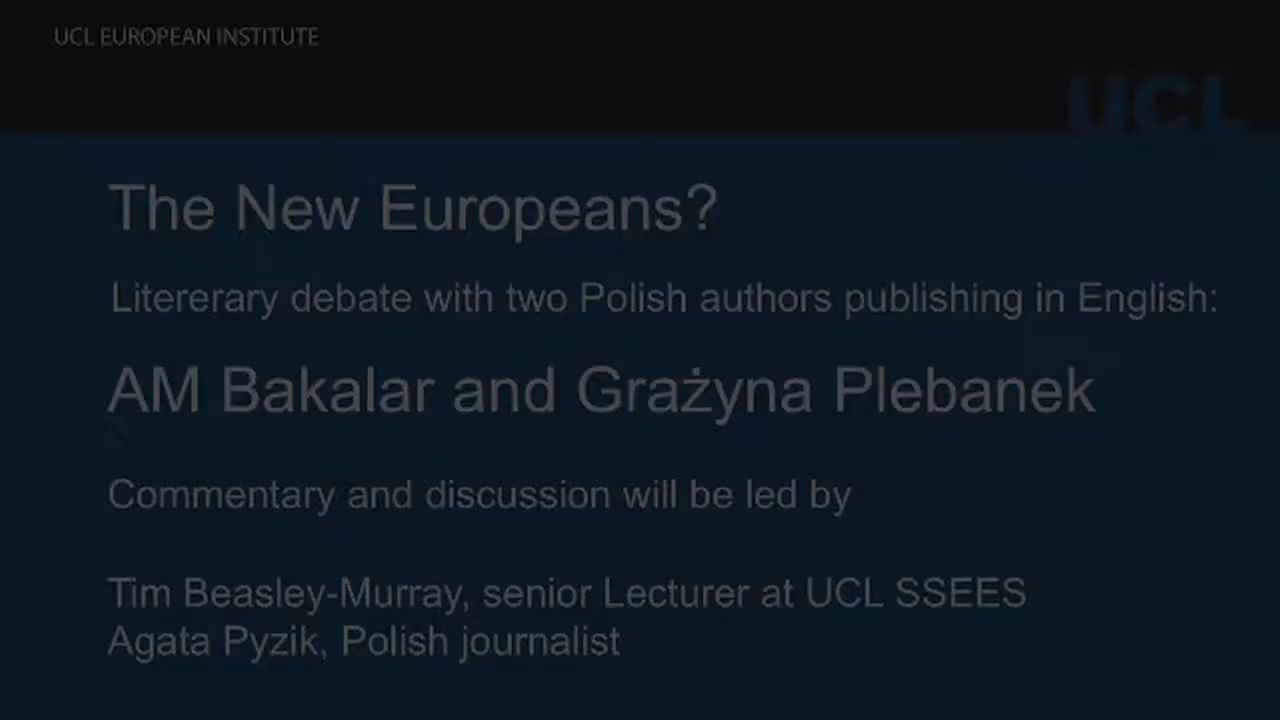 UCL EUROPEAN INSTITUTE
UCL
The New Europeans?
Litererary debate with two Polish authors publishing in English:
AM Bakalar and Grażyna Plebanek
Commentary and discussion will be led by
Tim Beasley-Murray, senior Lecturer at UCL SSEES
Agata Pyzik, Polish journalist